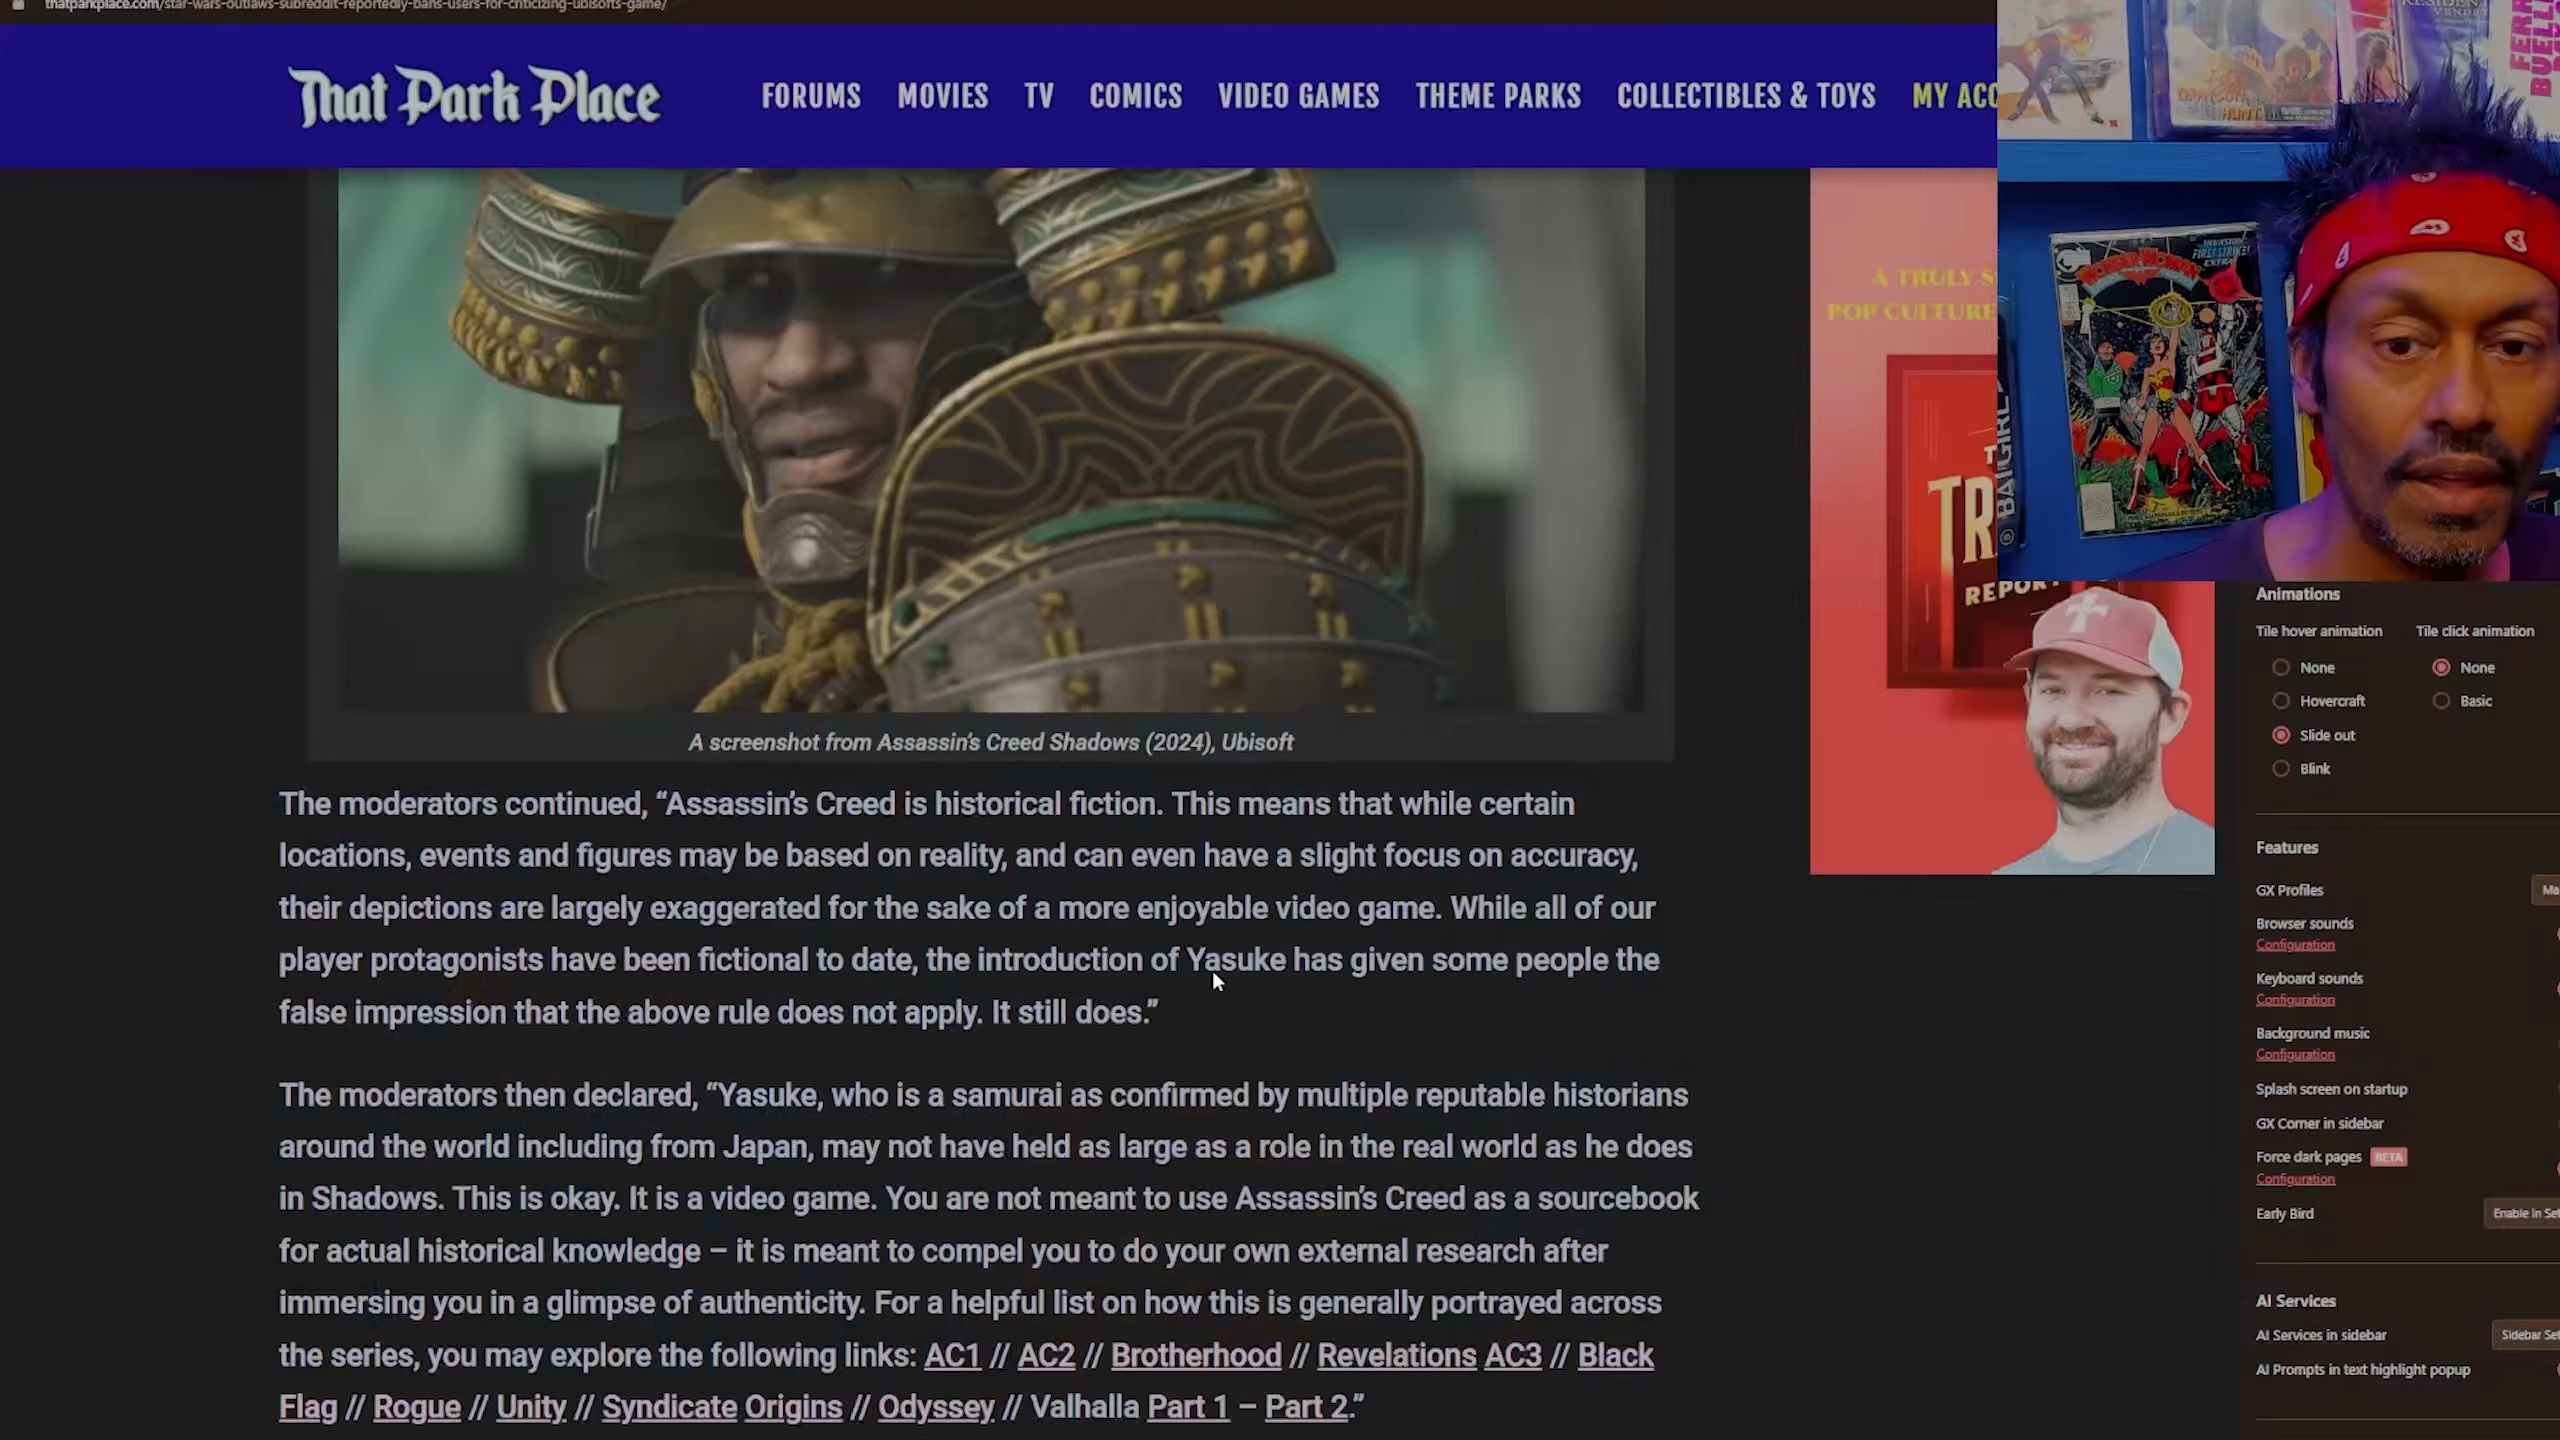 thatparkplace.com/star-wars-outlaws-subreddit-reportedly-bans-users-for-criticizing-ubisofts-game/
That Park Place
FORUMS MOVIES TV COMICS VIDEO GAMES THEME PARKS COLLECTIBLES & TOYS MY ACC
A TRULY S
POP CULTURE
T
TR
REPORT
BATGIRL
FIRST STRIKE!
EXTRA
A screenshot from Assassin's Creed Shadows (2024), Ubisoft
The moderators continued, “Assassin’s Creed is historical fiction. This means that while certain
locations, events and figures may be based on reality, and can even have a slight focus on accuracy,
their depictions are largely exaggerated for the sake of a more enjoyable video game. While all of our
player protagonists have been fictional to date, the introduction of Yasuke has given some people the
false impression that the above rule does not apply. It still does.”
The moderators then declared, “Yasuke, who is a samurai as confirmed by multiple reputable historians
around the world including from Japan, may not have held as large as a role in the real world as he does
in Shadows. This is okay. It is a video game. You are not meant to use Assassin’s Creed as a sourcebook
for actual historical knowledge – it is meant to compel you to do your own external research after
immersing you in a glimpse of authenticity. For a helpful list on how this is generally portrayed across
the series, you may explore the following links: AC1 // AC2 // Brotherhood // Revelations AC3 // Black
Flag // Rogue // Unity // Syndicate Origins // Odyssey // Valhalla Part 1 – Part 2.”
Animations
Tile hover animation Tile click animation
None None
Hovercraft Basic
Slide out
Blink
Features
GX Profiles Ma
Browser sounds
Configuration
Keyboard sounds
Configuration
Background music
Configuration
Splash screen on startup
GX Corner in sidebar
Force dark pages BETA
Configuration
Early Bird Enable in Set
AI Services
AI Services in sidebar Sidebar Set
AI Prompts in text highlight popup